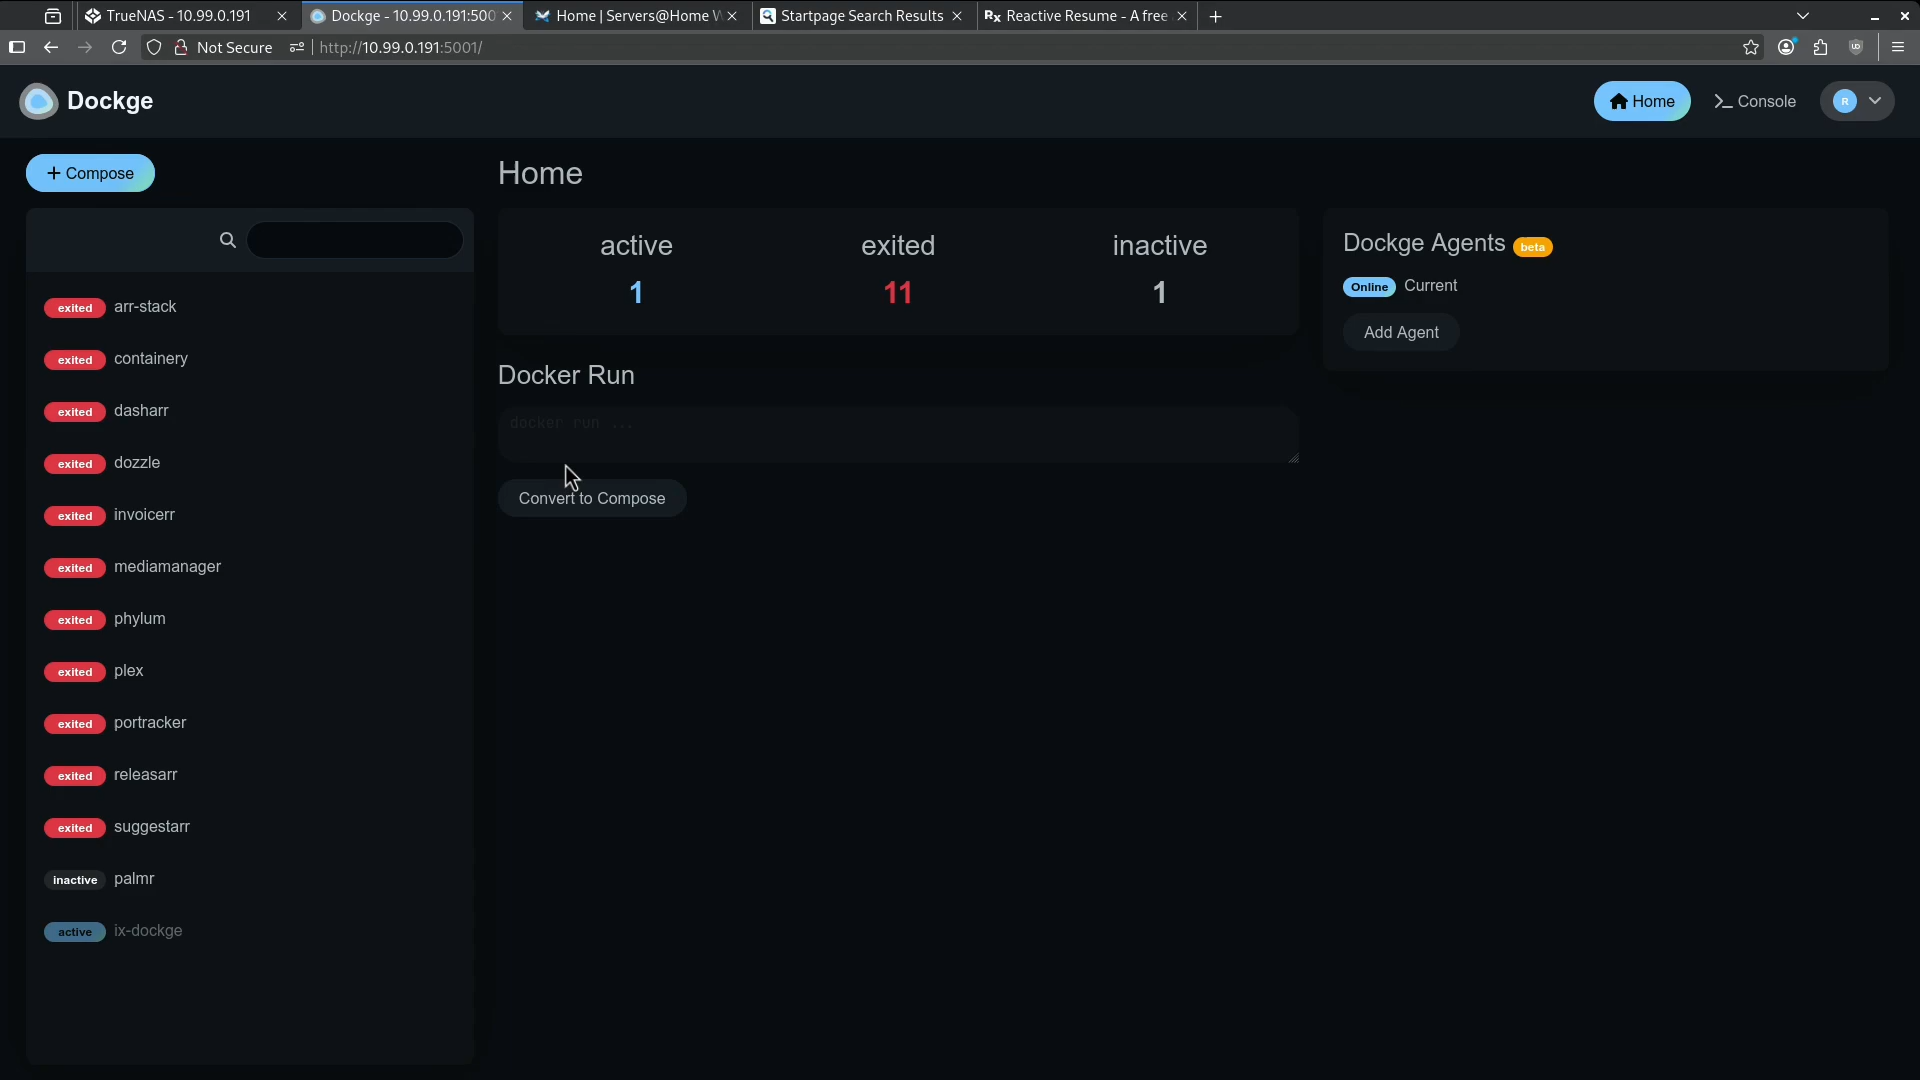 TrueNAS - 10.99.0.191
Dockge - 10.99.0.191:500
Home | Servers@Home W
Startpage Search Results
Rx Reactive Resume - A free
Not Secure
http://10.99.0.191:5001/
Dockge
Home
Console
R
+ Compose
Home
active
exited
inactive
1
11
1
Dockge Agents beta
Online Current
Add Agent
Docker Run
docker run ...
Convert to Compose
exited arr-stack
exited containery
exited dasharr
exited dozzle
exited invoicerr
exited mediamanager
exited phylum
exited plex
exited portracker
exited releasarr
exited suggestarr
inactive palmr
active ix-dockge